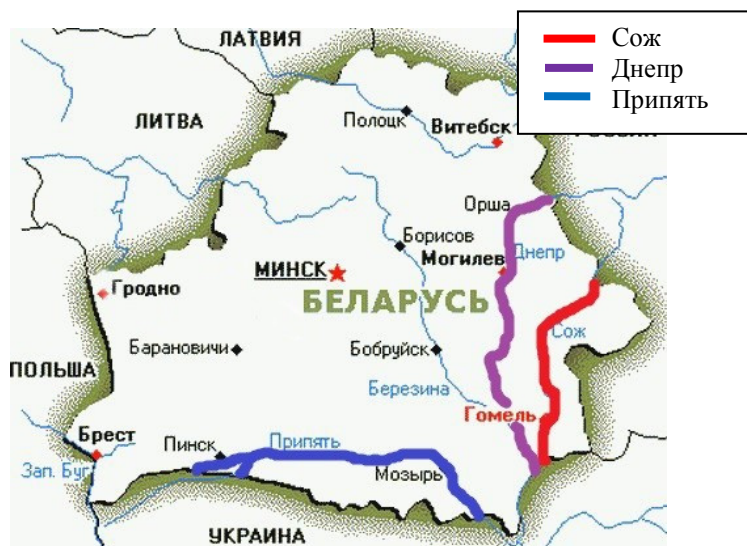 ЛАТВИЯ
Сож
Днепр
Припять
ЛИТВА
Полоцк
Витебск
Орша
Борисов
Могилев
Днепр
МИНСК
Гродно
БЕЛАРУСЬ
Сож
Барановичи
Бобруйск
ПОЛЬША
Березина
Гомель
Брест
Пинск
Припять
Зап. Буг
Мозырь
УКРАИНА